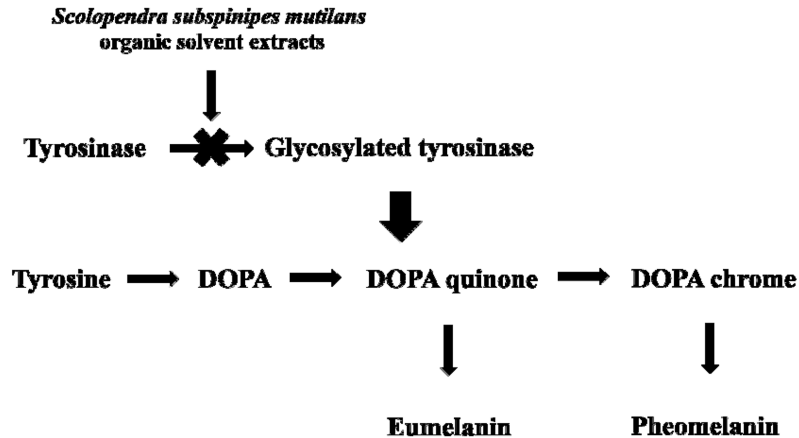 Scolopendra subspinipes mutilans
organic solvent extracts
Tyrosinase Glycosylated tyrosinase
Tyrosine DOPA DOPA quinone DOPA chrome
Eumelanin Pheomelanin